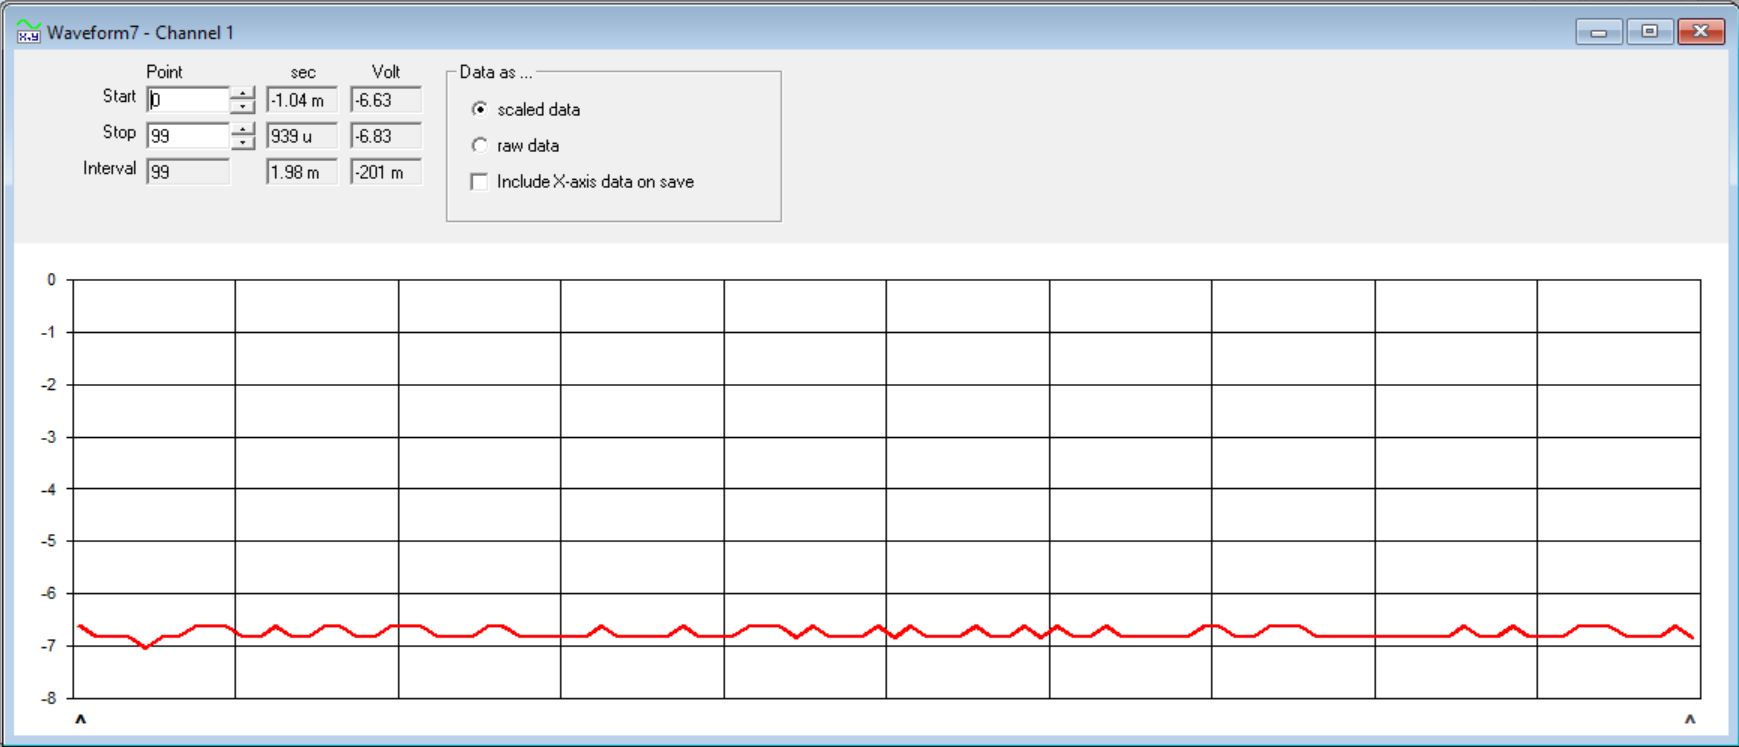 Waveform7 - Channel 1
Point sec Volt
Start 0 -1.04 m -6.63
Stop 99 939 u -6.83
Interval 99 1.98 m -201 m
Data as ...
scaled data
raw data
Include X-axis data on save
0
-1
-2
-3
-4
-5
-6
-7
-8
^ ^